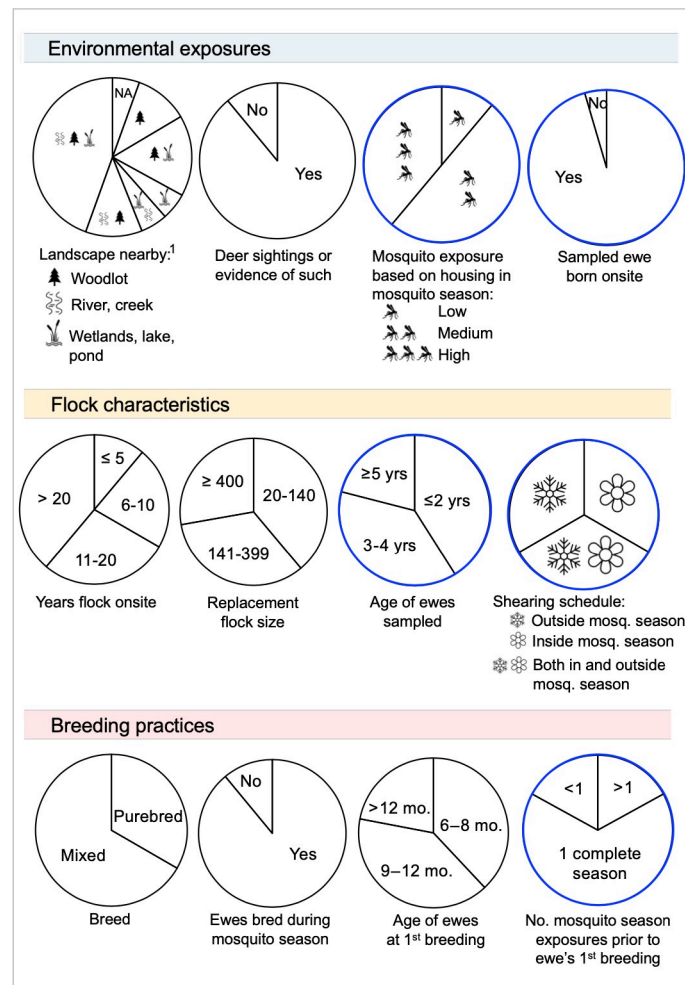 Environmental exposures
NA
No
Yes
No
Yes
Landscape nearby:¹
Woodlot
River, creek
Wetlands, lake,
pond
Deer sightings or
evidence of such
Mosquito exposure
based on housing in
mosquito season:
Low
Medium
High
Sampled ewe
born onsite
Flock characteristics
≤ 5
6-10
11-20
> 20
Years flock onsite
≥ 400
20-140
141-399
Replacement
flock size
≥5 yrs
≤2 yrs
3-4 yrs
Age of ewes
sampled
Shearing schedule:
Outside mosq. season
Inside mosq. season
Both in and outside
mosq. season
Breeding practices
Purebred
Mixed
Breed
No
Yes
Ewes bred during
mosquito season
>12 mo.
6–8 mo.
9–12 mo.
Age of ewes
at 1st breeding
<1
>1
1 complete
season
No. mosquito season
exposures prior to
ewe's 1st breeding